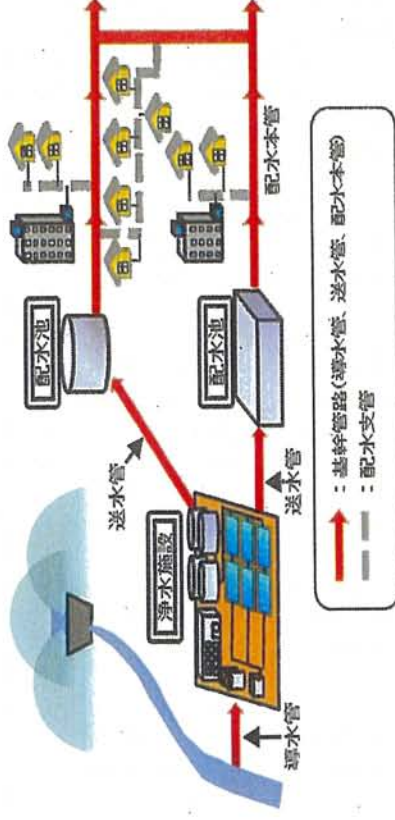 配水池
送水管
浄水施設
導水管
送水管
配水池
配水本管
：基幹管路(導水管、送水管、配水本管)
：配水支管